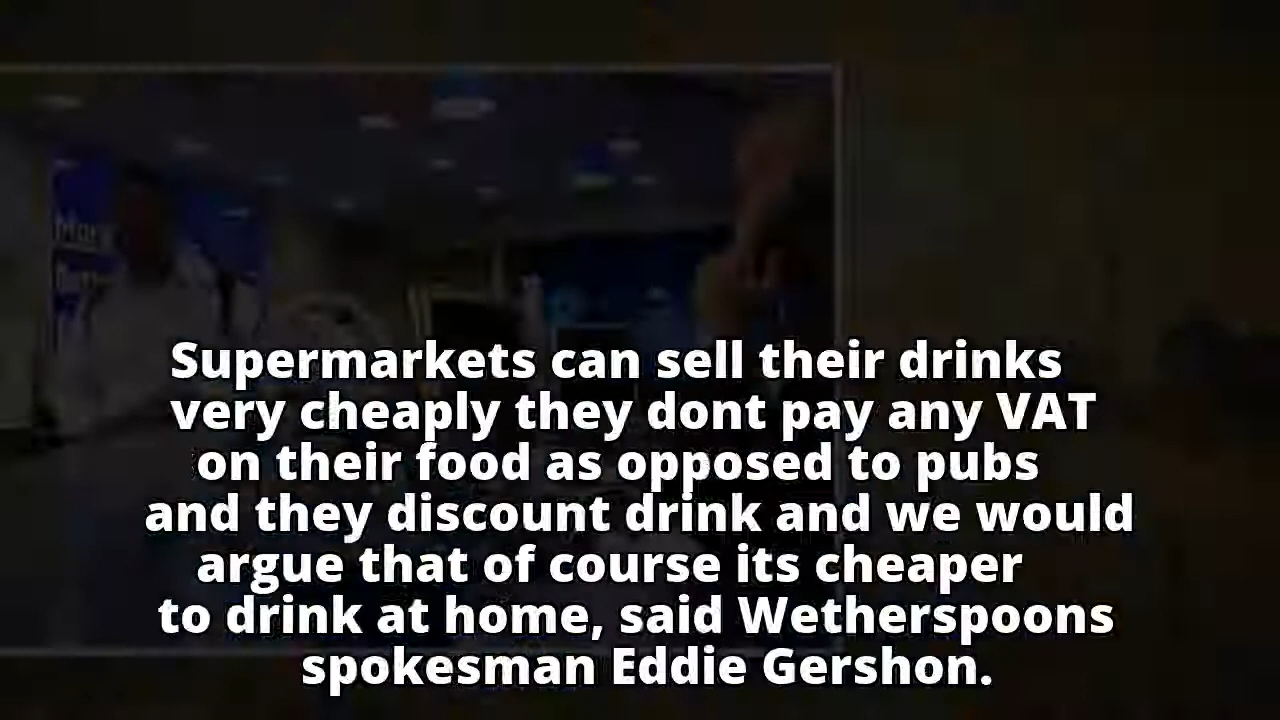 Supermarkets can sell their drinks
very cheaply they dont pay any VAT
on their food as opposed to pubs
and they discount drink and we would
argue that of course its cheaper
to drink at home, said Wetherspoons
spokesman Eddie Gershon.